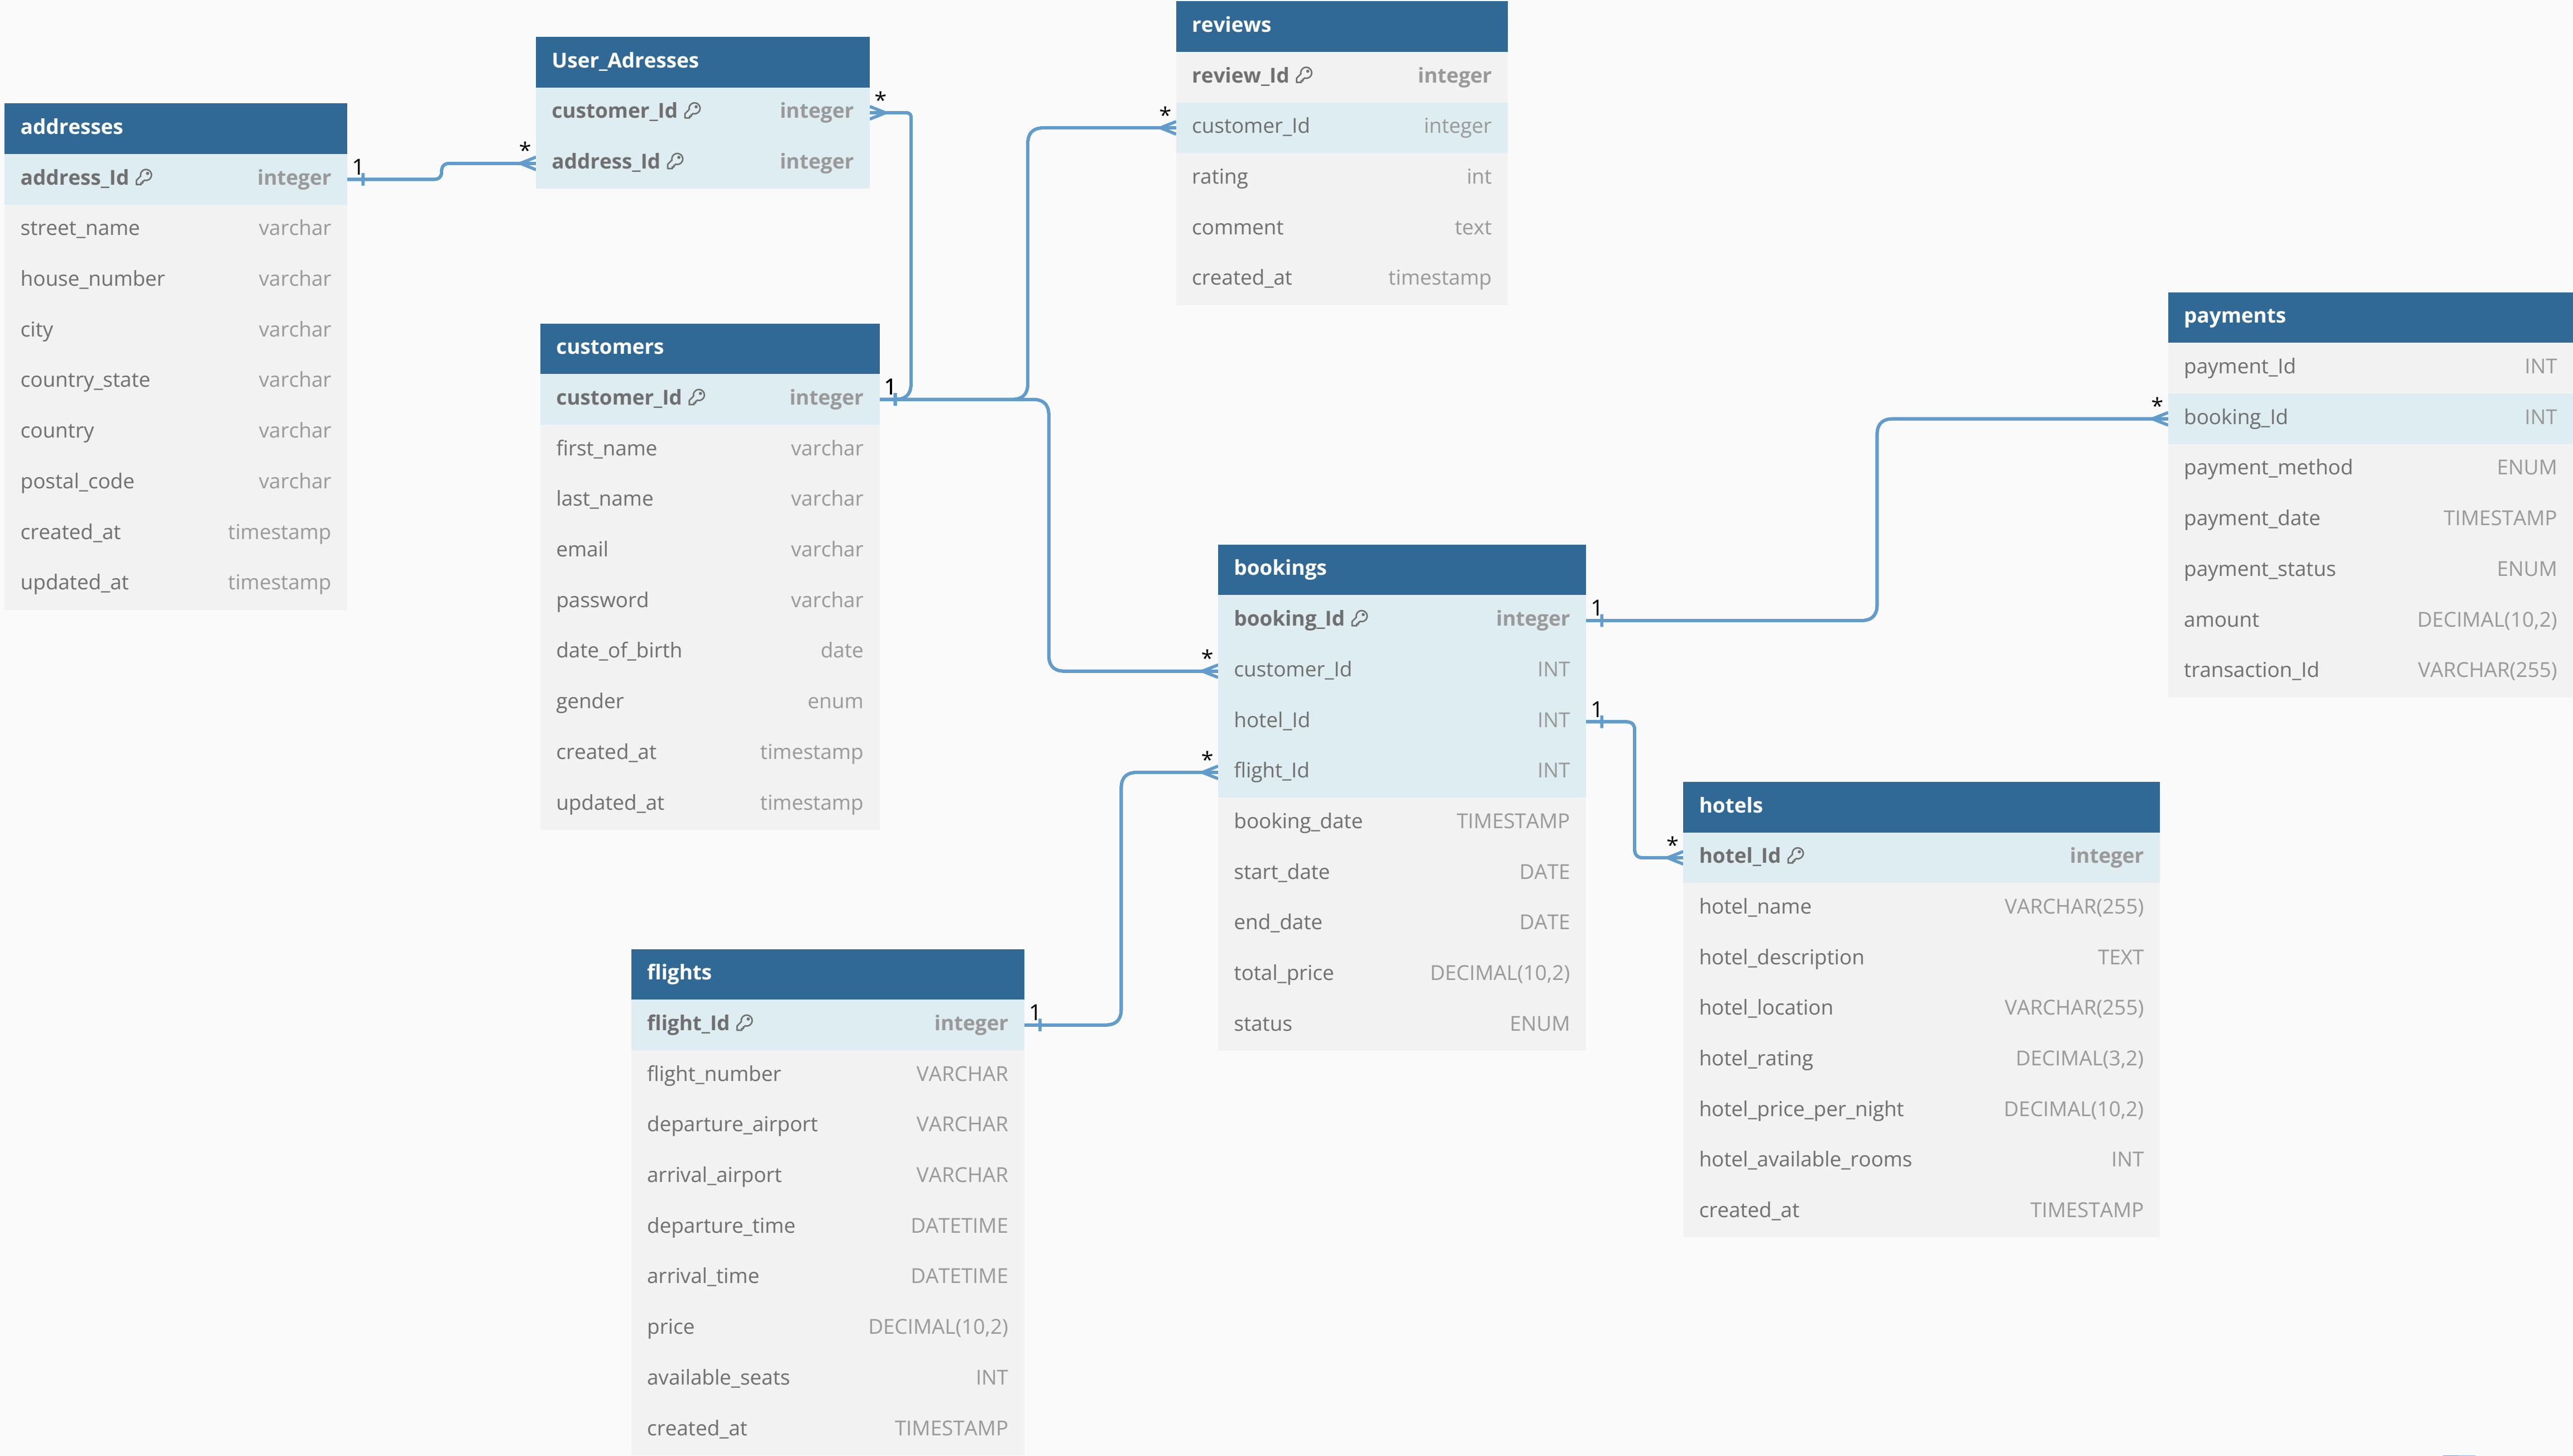 addresses
address_Id integer
street_name varchar
house_number varchar
city varchar
country_state varchar
country varchar
postal_code varchar
created_at timestamp
updated_at timestamp
1
*
User_Adresses
customer_Id integer
address_Id integer
*
customers
customer_Id integer
first_name varchar
last_name varchar
email varchar
password varchar
date_of_birth date
gender enum
created_at timestamp
updated_at timestamp
1
*
reviews
review_Id integer
customer_Id integer
rating int
comment text
created_at timestamp
*
bookings
booking_Id integer
customer_Id INT
hotel_Id INT
flight_Id INT
booking_date TIMESTAMP
start_date DATE
end_date DATE
total_price DECIMAL(10,2)
status ENUM
*
1
1
*
payments
payment_Id INT
booking_Id INT
payment_method ENUM
payment_date TIMESTAMP
payment_status ENUM
amount DECIMAL(10,2)
transaction_Id VARCHAR(255)
flights
flight_Id integer
flight_number VARCHAR
departure_airport VARCHAR
arrival_airport VARCHAR
departure_time DATETIME
arrival_time DATETIME
price DECIMAL(10,2)
available_seats INT
created_at TIMESTAMP
1
*
hotels
hotel_Id integer
hotel_name VARCHAR(255)
hotel_description TEXT
hotel_location VARCHAR(255)
hotel_rating DECIMAL(3,2)
hotel_price_per_night DECIMAL(10,2)
hotel_available_rooms INT
created_at TIMESTAMP